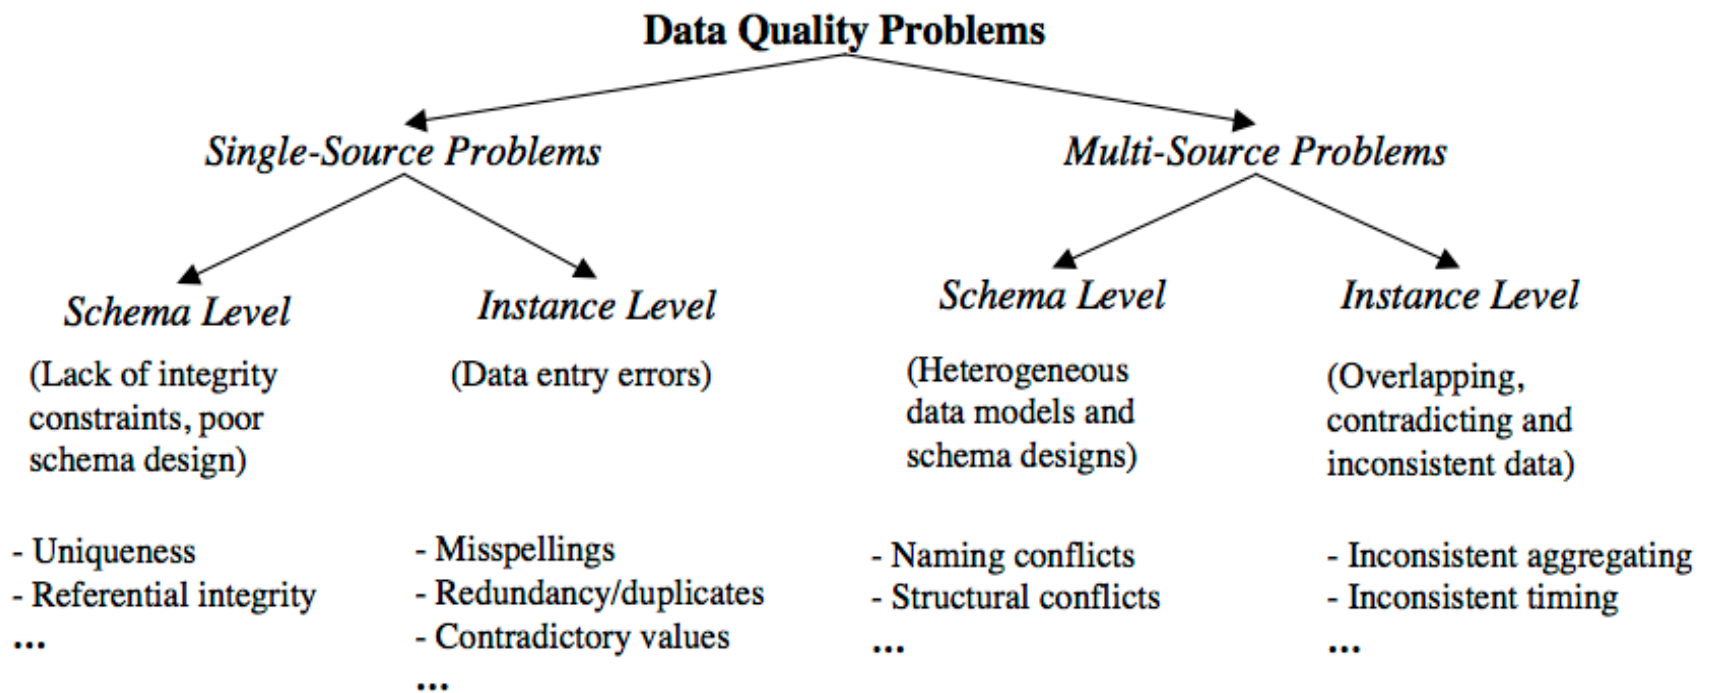 Data Quality Problems
Single-Source Problems
Multi-Source Problems
Schema Level
(Lack of integrity
constraints, poor
schema design)
- Uniqueness
- Referential integrity
...
Instance Level
(Data entry errors)
- Misspellings
- Redundancy/duplicates
- Contradictory values
...
Schema Level
(Heterogeneous
data models and
schema designs)
- Naming conflicts
- Structural conflicts
...
Instance Level
(Overlapping,
contradicting and
inconsistent data)
- Inconsistent aggregating
- Inconsistent timing
...